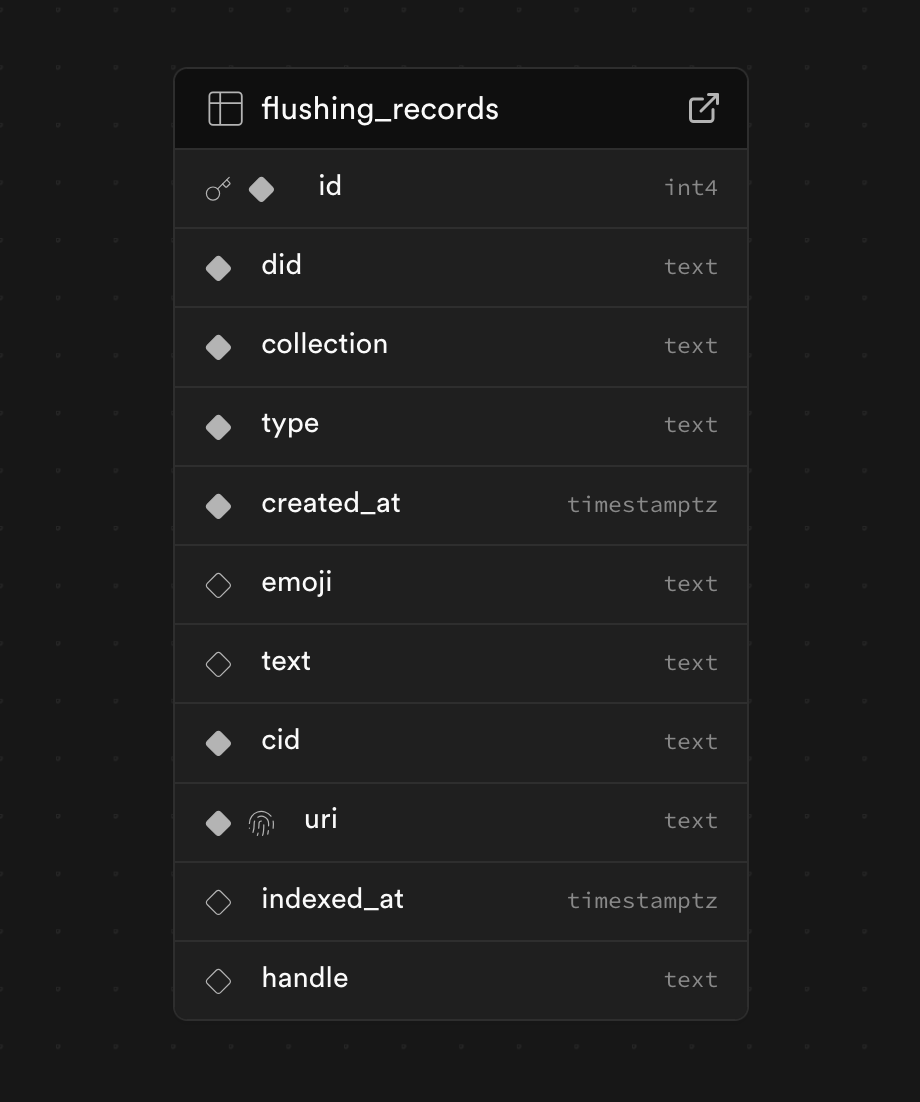 flushing_records
id int4
did text
collection text
type text
created_at timestamptz
emoji text
text text
cid text
uri text
indexed_at timestamptz
handle text